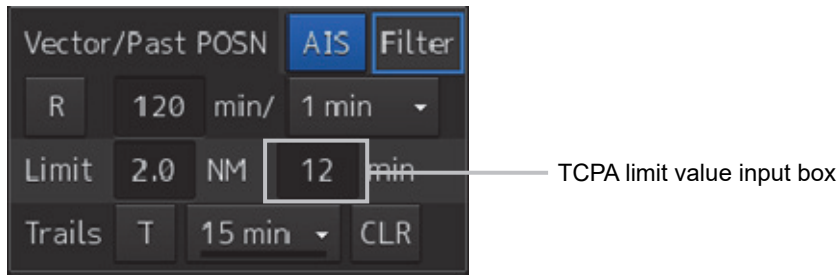 Vector/Past POSN AIS Filter
R 120 min/ 1 min
Limit 2.0 NM 12 min
TCPA limit value input box
Trails T 15 min CLR